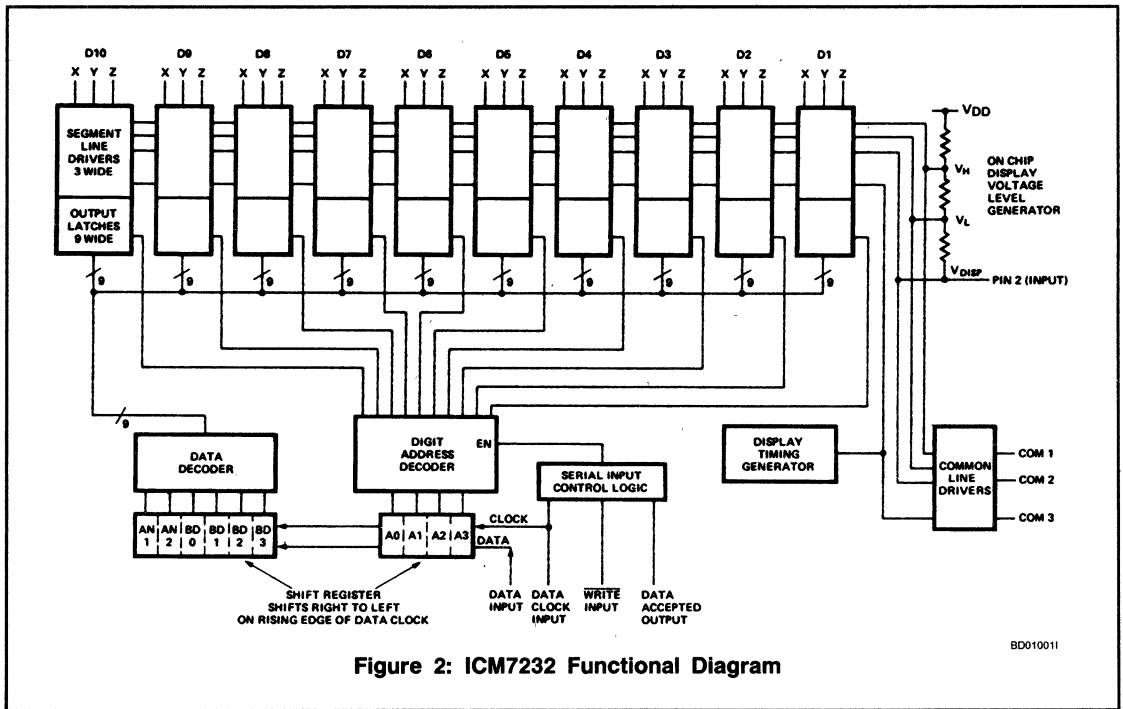 D10 D9 D8 D7 D6 D5 D4 D3 D2 D1
X Y Z X Y Z X Y Z X Y Z X Y Z X Y Z X Y Z X Y Z X Y Z X Y Z
SEGMENT
LINE
DRIVERS
3 WIDE
OUTPUT
LATCHES
9 WIDE
VDD
VH
VL
VDISP
ON CHIP
DISPLAY
VOLTAGE
LEVEL
GENERATOR
PIN 2 (INPUT)
9 9 9 9 9 9 9 9 9 9
9
DATA
DECODER
DIGIT
ADDRESS
DECODER
EN
SERIAL INPUT
CONTROL LOGIC
DISPLAY
TIMING
GENERATOR
COMMON
LINE
DRIVERS
COM 1
COM 2
COM 3
AN 1 AN 2 BD 0 BD 1 BD 2 BD 3
A0 A1 A2 A3
CLOCK
DATA
SHIFT REGISTER
SHIFTS RIGHT TO LEFT
ON RISING EDGE OF DATA CLOCK
DATA
INPUT
DATA
CLOCK
INPUT
WRITE
INPUT
DATA
ACCEPTED
OUTPUT
BD01001I
Figure 2: ICM7232 Functional Diagram